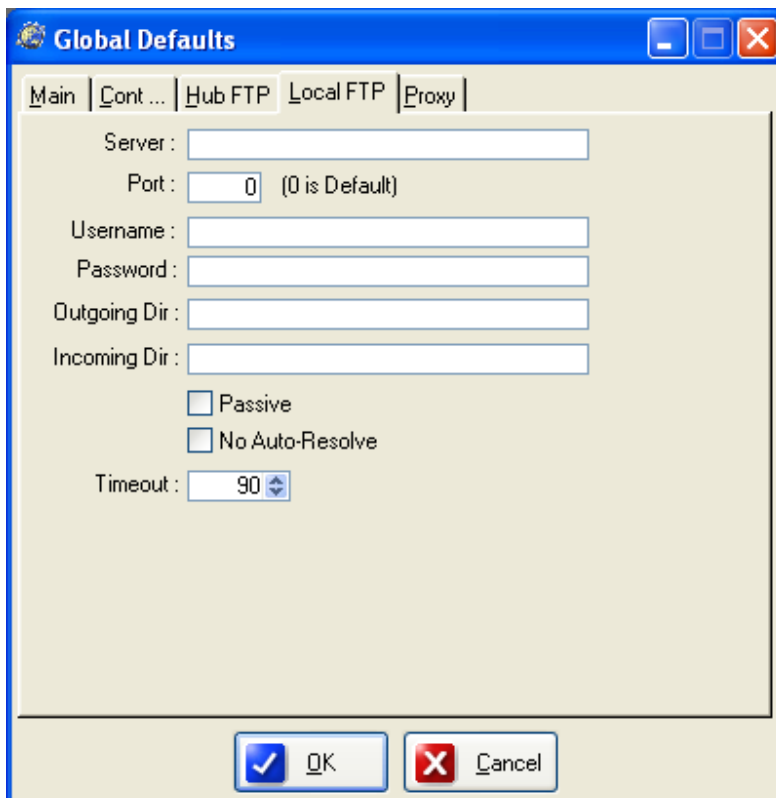 Global Defaults
Main Cont ... Hub FTP Local FTP Proxy
Server :
Port : 0 (0 is Default)
Username :
Password :
Outgoing Dir :
Incoming Dir :
Passive
No Auto-Resolve
Timeout : 90
OK Cancel